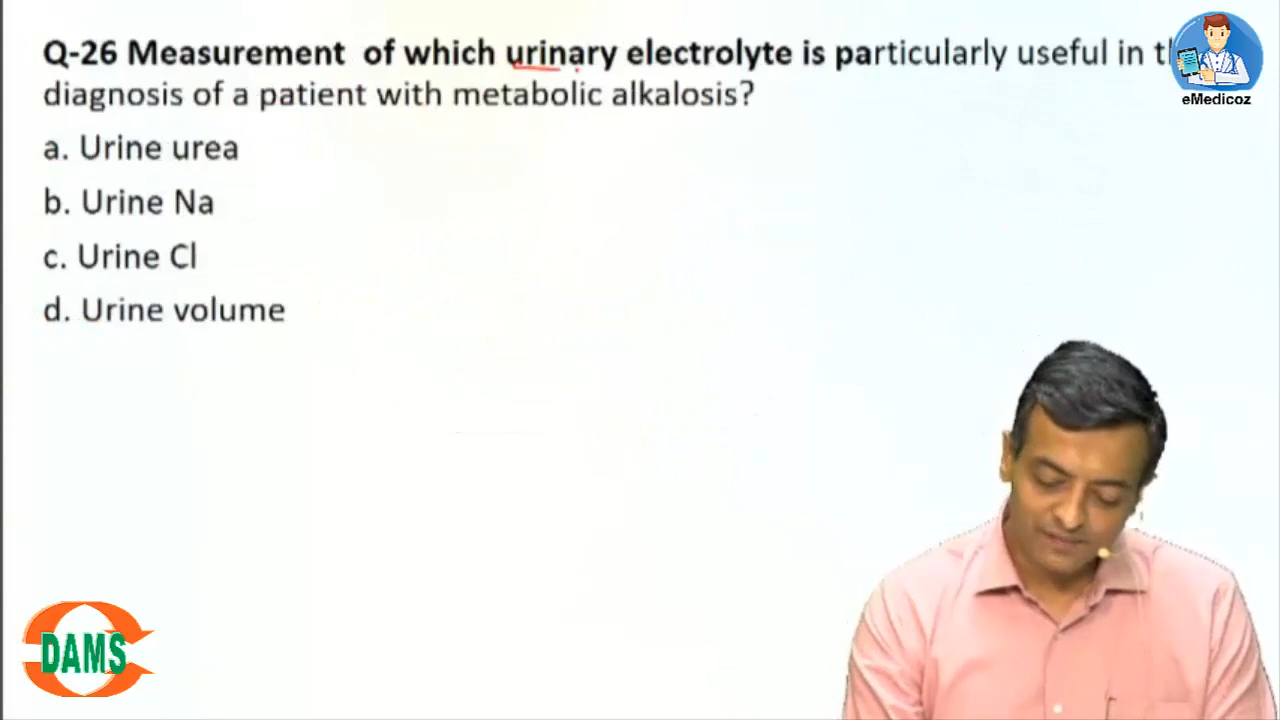 Q-26 Measurement of which urinary electrolyte is particularly useful in
diagnosis of a patient with metabolic alkalosis?
a. Urine urea
b. Urine Na
c. Urine Cl
d. Urine volume
eMedicoz
DAMS